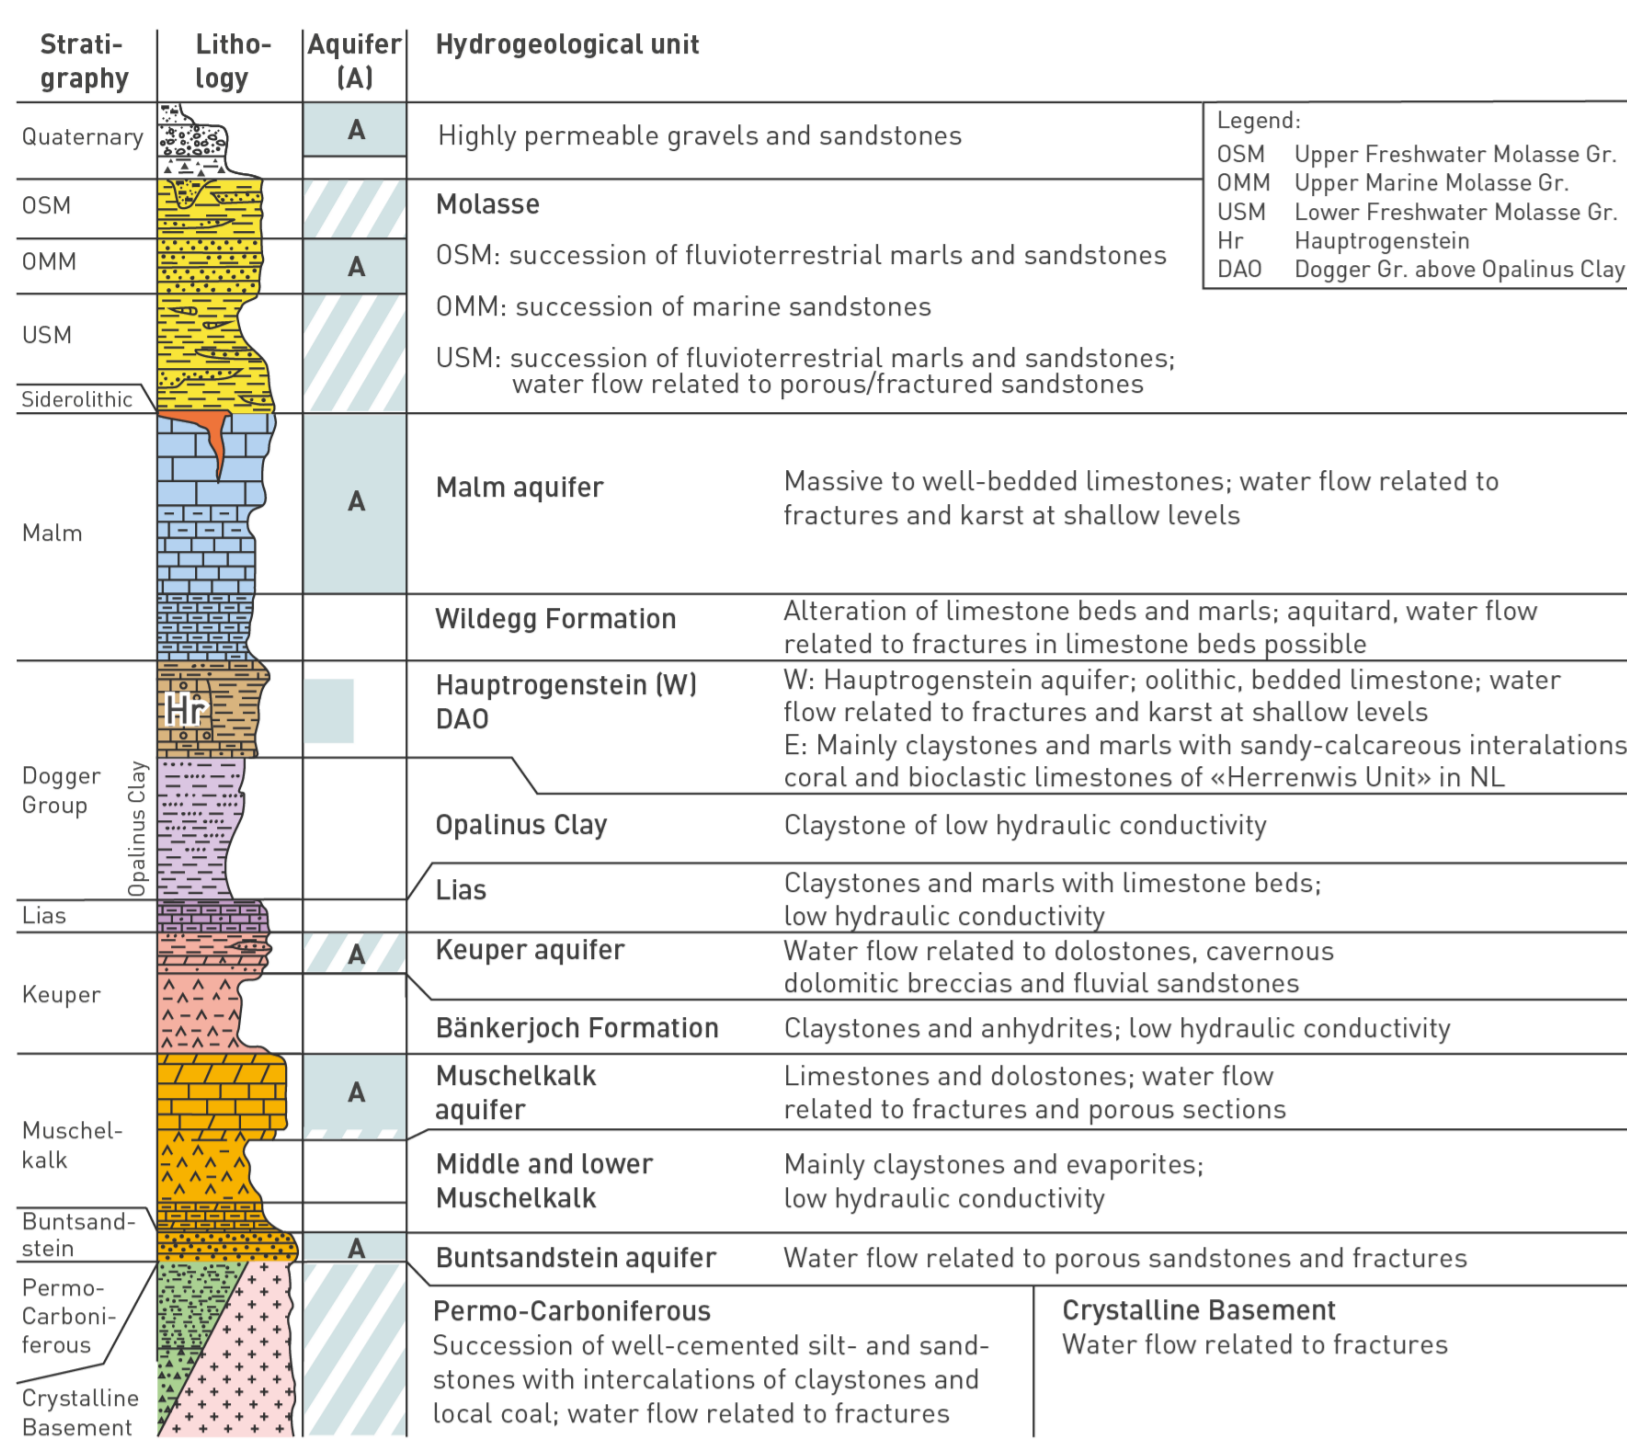 Strati-
graphy
Litho-
logy
Aquifer
(A)
Hydrogeological unit
Legend:
OSM Upper Freshwater Molasse Gr.
OMM Upper Marine Molasse Gr.
USM Lower Freshwater Molasse Gr.
Hr Hauptrogenstein
DAO Dogger Gr. above Opalinus Clay
Quaternary
A
Highly permeable gravels and sandstones
OSM
Molasse
OSM: succession of fluvioterrestrial marls and sandstones
OMM
A
OMM: succession of marine sandstones
USM
USM: succession of fluvioterrestrial marls and sandstones;
water flow related to porous/fractured sandstones
Siderolithic
Malm
A
Malm aquifer
Massive to well-bedded limestones; water flow related to
fractures and karst at shallow levels
Wildegg Formation
Alteration of limestone beds and marls; aquitard, water flow
related to fractures in limestone beds possible
Dogger
Group
Hr
Hauptrogenstein (W)
DAO
W: Hauptrogenstein aquifer; oolithic, bedded limestone; water
flow related to fractures and karst at shallow levels
E: Mainly claystones and marls with sandy-calcareous interalations
coral and bioclastic limestones of «Herrenwis Unit» in NL
Opalinus Clay
Opalinus Clay
Claystone of low hydraulic conductivity
Lias
Lias
Claystones and marls with limestone beds;
low hydraulic conductivity
Keuper
A
Keuper aquifer
Water flow related to dolostones, cavernous
dolomitic breccias and fluvial sandstones
Bänkerjoch Formation
Claystones and anhydrites; low hydraulic conductivity
Muschel-
kalk
A
Muschelkalk
aquifer
Limestones and dolostones; water flow
related to fractures and porous sections
Middle and lower
Muschelkalk
Mainly claystones and evaporites;
low hydraulic conductivity
Buntsand-
stein
A
Buntsandstein aquifer
Water flow related to porous sandstones and fractures
Permo-
Carboni-
ferous
Permo-Carboniferous
Succession of well-cemented silt- and sand-
stones with intercalations of claystones and
local coal; water flow related to fractures
Crystalline
Basement
Crystalline Basement
Water flow related to fractures